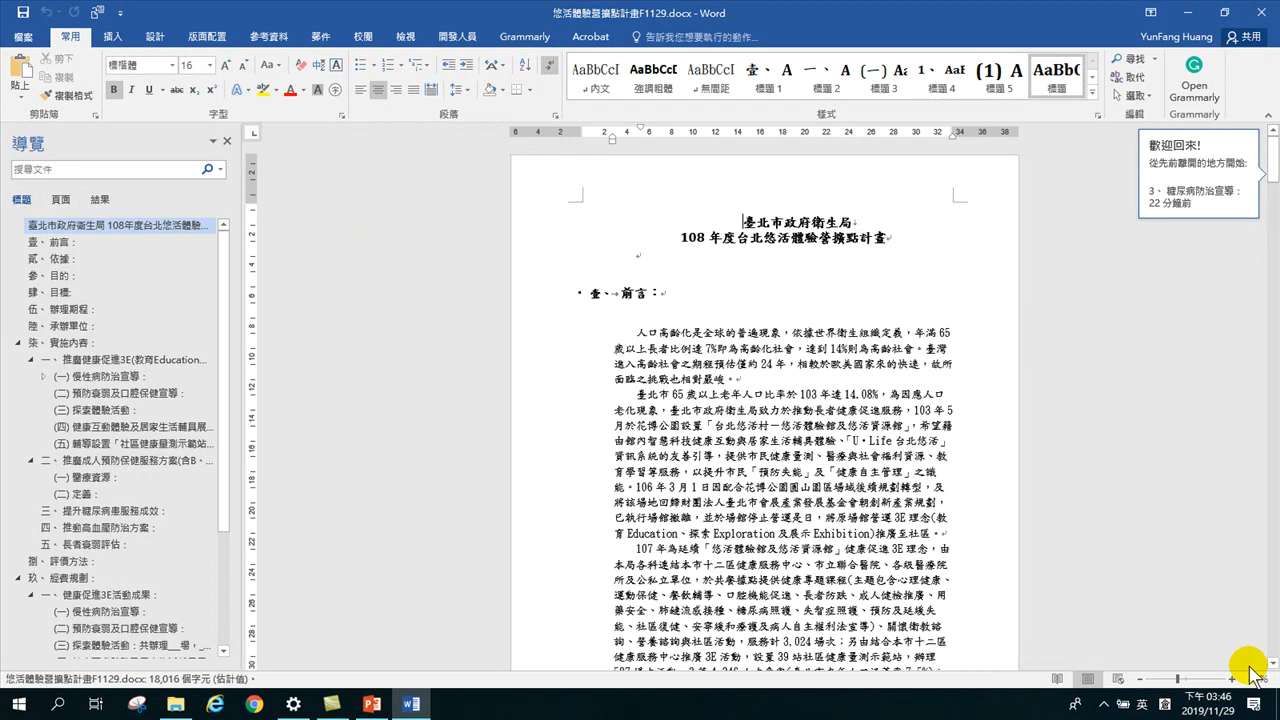 悠活體驗營擴點計畫F1129.docx - Word
檔案 常用 插入 設計 版面配置 參考資料 郵件 校閱 檢視 開發人員 Grammarly Acrobat 告訴我您想要執行的動作... YunFang Huang 共用
貼上 剪下 複製 複製格式
標楷體 16
AaBbCcI AaBbCcI AaBbCcI 壹、A 一、A (一) Aa 1、AaB (1) A AaBbC
內文 強調粗體 無間距 標題 1 標題 2 標題 3 標題 4 標題 5 標題
尋找 取代 選取
Open Grammarly
剪貼簿 字型 段落 樣式 編輯 Grammarly
導覽
搜尋文件
標題 頁面 結果
臺北市政府衛生局 108年度台北悠活體驗...
壹、 前言：
貳、 依據：
參、 目的：
肆、 目標:
伍、 辦理期程：
陸、 承辦單位：
柒、 實施內容：
一、 推廣健康促進3E(教育Education...
(一) 慢性病防治宣導：
(二) 預防衰弱及口腔保健宣導：
(三) 探索體驗活動：
(四) 健康互動體驗及居家生活輔具展...
(五) 輔導設置「社區健康量測示範站...
二、 推廣成人預防保健服務方案(含B、...
(一) 醫療資源：
(二) 定義：
三、 提升糖尿病患服務成效：
四、 推動高血壓防治方案：
五、 長者衰弱評估：
捌、 評價方法：
玖、 經費規劃：
一、 健康促進3E活動成果：
(一) 慢性病防治宣導：
(二) 預防衰弱及口腔保健宣導：
(三) 探索體驗活動：共辦理__場，_...
6 4 2 2 4 6 8 10 12 14 16 18 20 22 24 26 28 30 32 34 36 38
臺北市政府衛生局
108 年度台北悠活體驗營擴點計畫
壹、 前言：
人口高齡化是全球的普遍現象，依據世界衛生組織定義，年滿 65
歲以上長者比例達 7%即為高齡化社會，達到 14%則為高齡社會。臺灣
進入高齡社會之期程預估僅約 24 年，相較於歐美國家來的快速，故所
面臨之挑戰也相對嚴峻。
臺北市 65 歲以上老年人口比率於 103 年達 14.08%，為因應人口
老化現象，臺北市政府衛生局致力於推動長者健康促進服務，103 年 5
月於花博公園設置「台北悠活村－悠活體驗館及悠活資源館」，希望藉
由館內智慧科技健康互動與居家生活輔具體驗、「U‧Life 台北悠活」
資訊系統的友善引導，提供市民健康量測、醫療與社會福利資源、教
育學習等服務，以提升市民「預防失能」及「健康自主管理」之識
能。106 年 3 月 1 日因配合花博公園圓山園區場域後續規劃轉型，及
將該場地回歸財團法人臺北市會展產業發展基金會朝創新產業規劃，
已執行場館撤離，並於場館停止營運是日，將原場館營運 3E 理念(教
育 Education、探索 Exploration 及展示 Exhibition)推廣至社區。
107 年為延續「悠活體驗館及悠活資源館」健康促進 3E 理念，由
本局各科連結本市十二區健康服務中心、市立聯合醫院、各級醫療院
所及公私立單位，於共餐據點提供健康專題課程(主題包含心理健康、
運動保健、餐飲輔導、口腔機能促進、長者防跌、成人健檢推廣、用
藥安全、肺鏈流感接種、糖尿病照護、失智症照護、預防及延緩失
能、社區復健、安寧緩和療護及病人自主權利法宣導)、關懷衛教諮
詢、營養諮詢與社區活動，服務計 3,024 場次；另由結合本市十二區
健康服務中心推廣 3E 活動，設置 39 站社區健康量測示範站，辦理
歡迎回來!
從先前離開的地方開始:
3、 糖尿病防治宣導：
22 分鐘前
悠活體驗營擴點計畫F1129.docx: 18,016 個字元 (估計值)
英
下午 03:46
2019/11/29